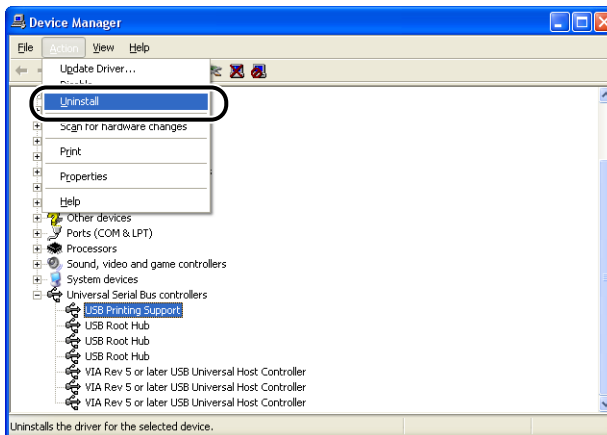 Device Manager
File Action View Help
Update Driver...
Disable
Uninstall
Scan for hardware changes
Print
Properties
Help
Other devices
Ports (COM & LPT)
Processors
Sound, video and game controllers
System devices
Universal Serial Bus controllers
USB Printing Support
USB Root Hub
USB Root Hub
USB Root Hub
VIA Rev 5 or later USB Universal Host Controller
VIA Rev 5 or later USB Universal Host Controller
VIA Rev 5 or later USB Universal Host Controller
Uninstalls the driver for the selected device.